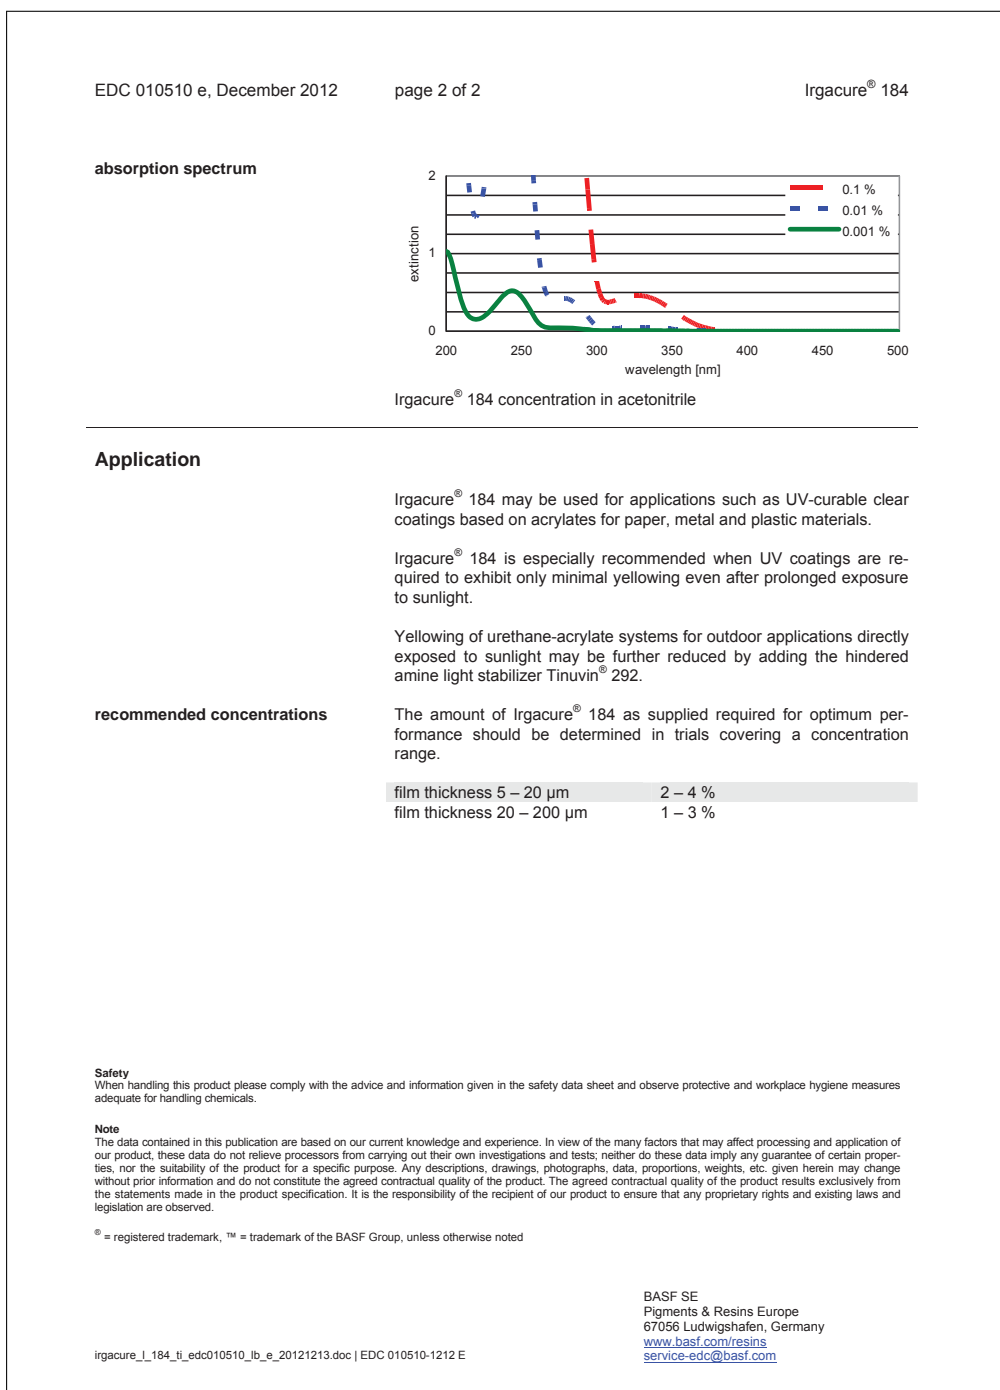 EDC 010510 e, December 2012 page 2 of 2 Irgacure® 184
absorption spectrum
2
1
0
extinction
0.1 %
0.01 %
0.001 %
200 250 300 350 400 450 500
wavelength [nm]
Irgacure® 184 concentration in acetonitrile
Application
Irgacure® 184 may be used for applications such as UV-curable clear
coatings based on acrylates for paper, metal and plastic materials.
Irgacure® 184 is especially recommended when UV coatings are re-
quired to exhibit only minimal yellowing even after prolonged exposure
to sunlight.
Yellowing of urethane-acrylate systems for outdoor applications directly
exposed to sunlight may be further reduced by adding the hindered
amine light stabilizer Tinuvin® 292.
recommended concentrations
The amount of Irgacure® 184 as supplied required for optimum per-
formance should be determined in trials covering a concentration
range.
film thickness 5 – 20 µm 2 – 4 %
film thickness 20 – 200 µm 1 – 3 %
Safety
When handling this product please comply with the advice and information given in the safety data sheet and observe protective and workplace hygiene measures
adequate for handling chemicals.
Note
The data contained in this publication are based on our current knowledge and experience. In view of the many factors that may affect processing and application of
our product, these data do not relieve processors from carrying out their own investigations and tests; neither do these data imply any guarantee of certain proper-
ties, nor the suitability of the product for a specific purpose. Any descriptions, drawings, photographs, data, proportions, weights, etc. given herein may change
without prior information and do not constitute the agreed contractual quality of the product. The agreed contractual quality of the product results exclusively from
the statements made in the product specification. It is the responsibility of the recipient of our product to ensure that any proprietary rights and existing laws and
legislation are observed.
® = registered trademark, ™ = trademark of the BASF Group, unless otherwise noted
BASF SE
Pigments & Resins Europe
67056 Ludwigshafen, Germany
www.basf.com/resins
service-edc@basf.com
irgacure_l_184_ti_edc010510_lb_e_20121213.doc | EDC 010510-1212 E